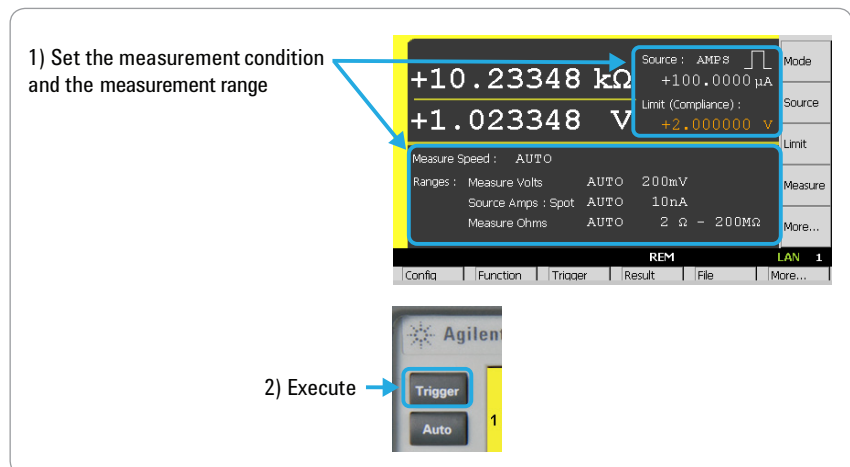 1) Set the measurement condition
and the measurement range
+10.23348 kΩ
+1.023348 V
Source : AMPS
+100.0000 µA
Limit (Compliance) :
+2.000000 V
Measure Speed : AUTO
Ranges : Measure Volts AUTO 200mV
Source Amps : Spot AUTO 10nA
Measure Ohms AUTO 2 Ω - 200MΩ
Mode
Source
Limit
Measure
More...
REM LAN 1
Config Function Trigger Result File More...
2) Execute
Agilent
Trigger
Auto
1